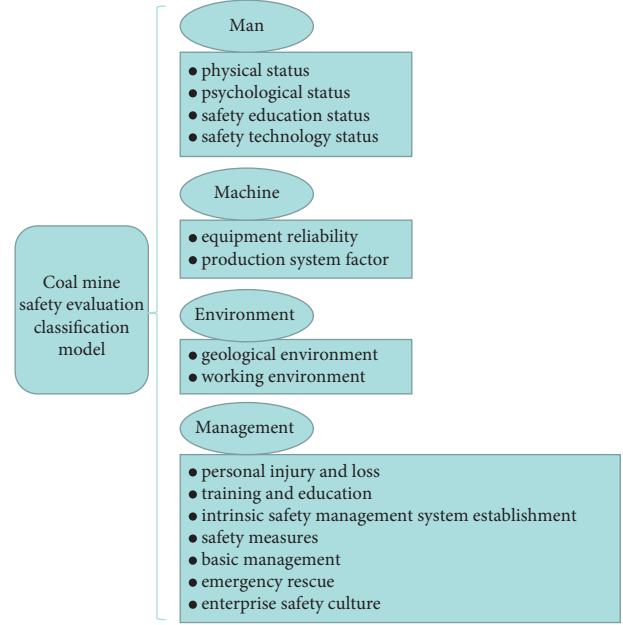 Coal mine
safety evaluation
classification
model
Man
● physical status
● psychological status
● safety education status
● safety technology status
Machine
● equipment reliability
● production system factor
Environment
● geological environment
● working environment
Management
● personal injury and loss
● training and education
● intrinsic safety management system establishment
● safety measures
● basic management
● emergency rescue
● enterprise safety culture